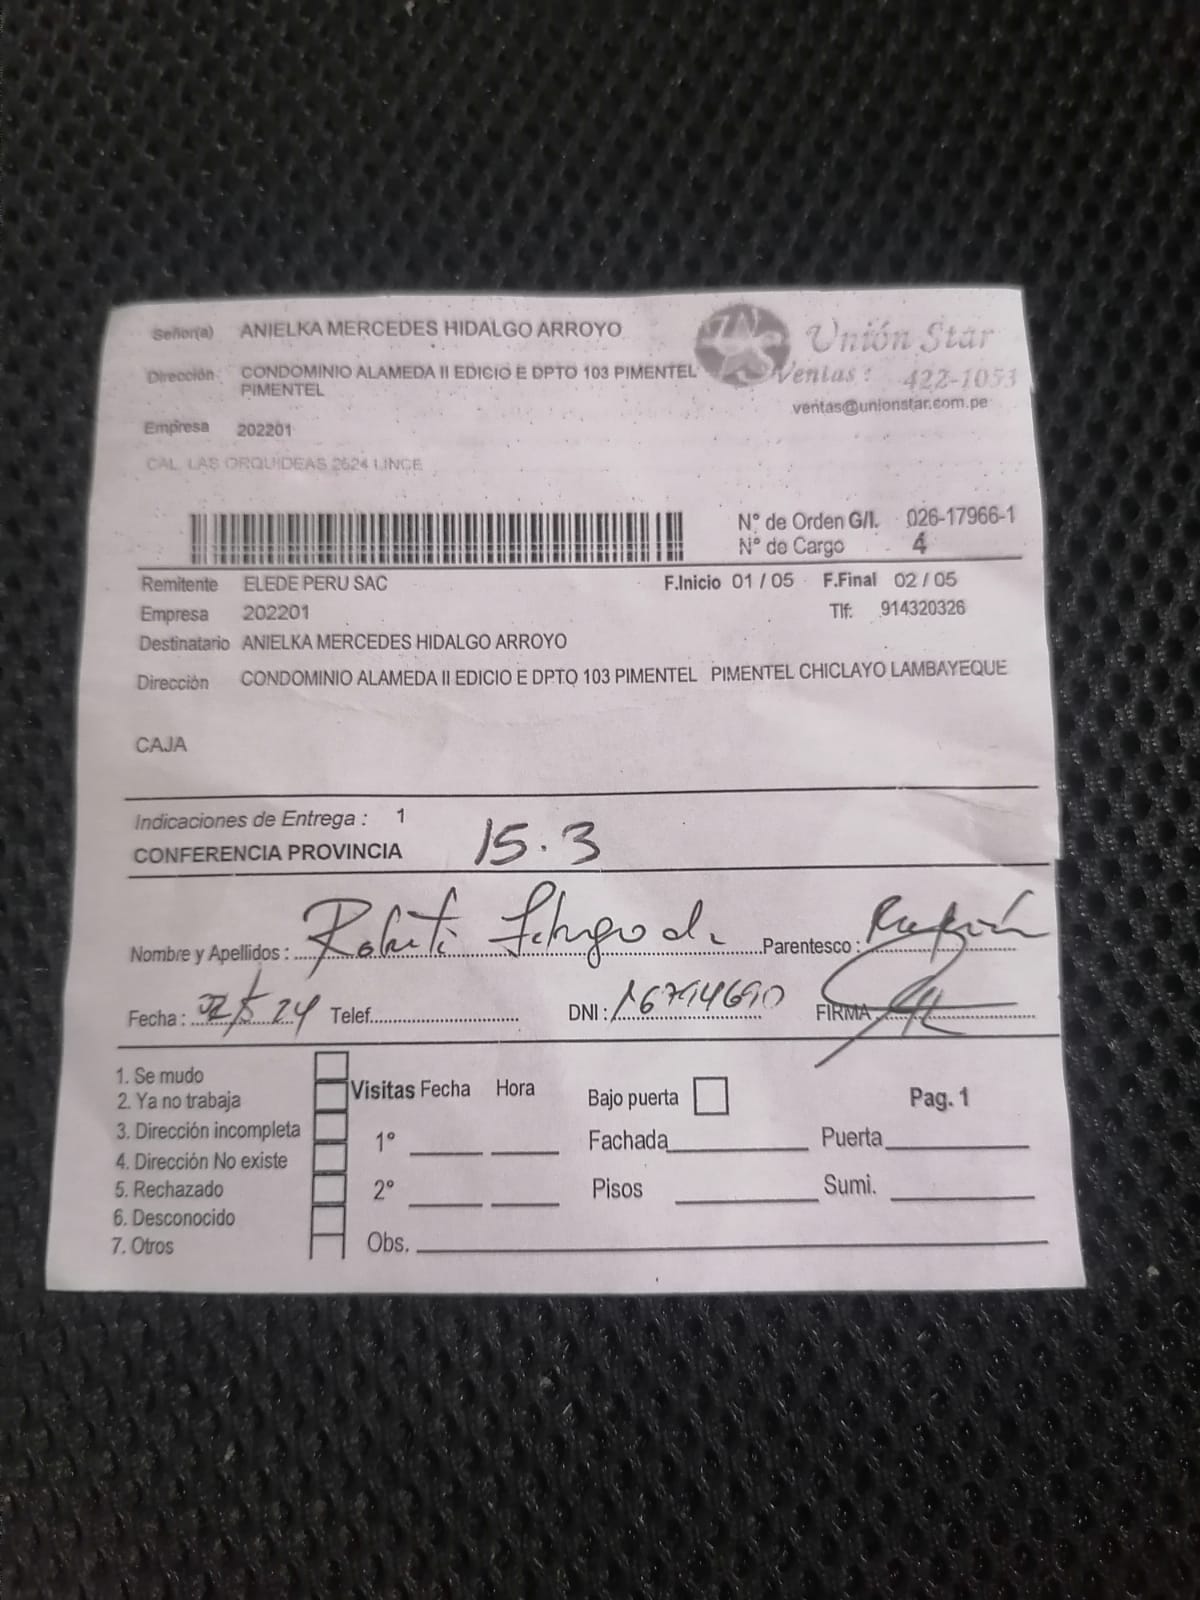 Señor(a) ANIELKA MERCEDES HIDALGO ARROYO
Unión Star
Dirección: CONDOMINIO ALAMEDA II EDICIO E DPTO 103 PIMENTEL
PIMENTEL
Ventas: 422-1053
ventas@unionstar.com.pe
Empresa 202201
CAL. LAS ORQUIDEAS 2624 LINCE
N° de Orden G/I. 026-17966-1
N° de Cargo 4
Remitente ELEDE PERU SAC F.Inicio 01 / 05 F.Final 02 / 05
Empresa 202201 Tlf: 914320326
Destinatario ANIELKA MERCEDES HIDALGO ARROYO
Dirección CONDOMINIO ALAMEDA II EDICIO E DPTO 103 PIMENTEL PIMENTEL CHICLAYO LAMBAYEQUE
CAJA
Indicaciones de Entrega : 1
CONFERENCIA PROVINCIA 15.3
Nombre y Apellidos : Parentesco :
Fecha : 02/5 24 Telef. DNI : 16794690 FIRMA
1. Se mudo
2. Ya no trabaja
3. Dirección incompleta
4. Dirección No existe
5. Rechazado
6. Desconocido
7. Otros
Visitas Fecha Hora
1°
2°
Obs.
Bajo puerta Pag. 1
Fachada Puerta
Pisos Sumi.